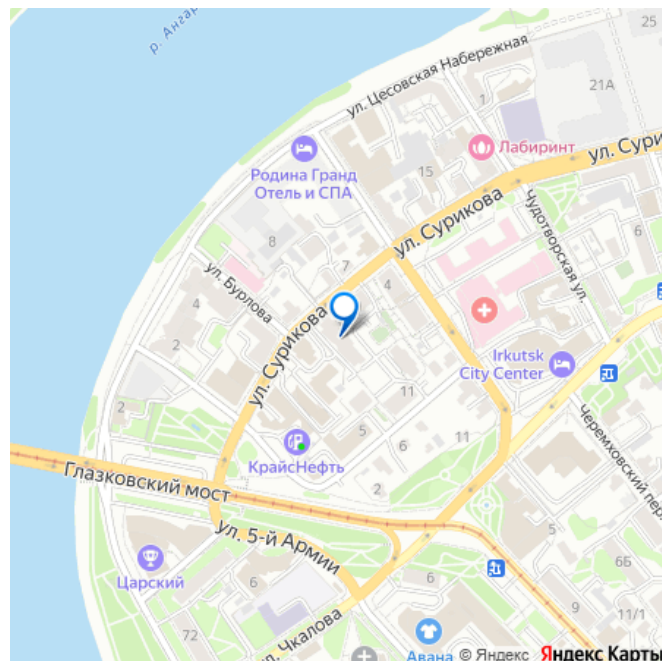 р. Ангар
25
21А
ул. Цесовская Набережная
1
Лабиринт
ул. Сури
Родина Гранд
Отель и СПА
15
ул. Сурикова
Чудотворская ул.
8
7
6
ул. Бурлова
4
4
2
ул. Сурикова
Irkutsk
City Center
11
2
5
6
11
Черемховский пер
КрайсНефть
2
Глазковский мост
ул. 5-й Армии
Царский
6
6
6Б
72
9
11/1
ул. Чкалова
Авана
© Яндекс Яндекс Карты